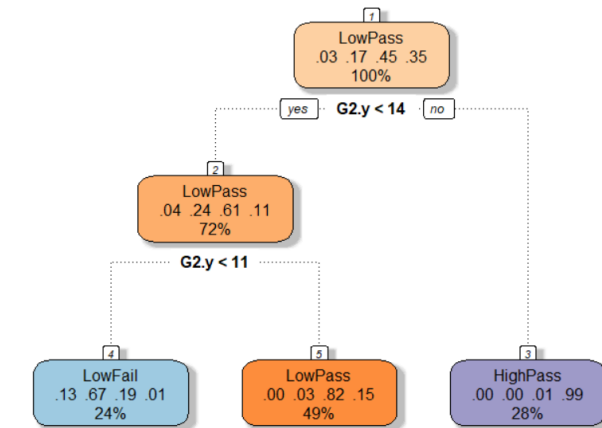 1
LowPass
.03 .17 .45 .35
100%
yes G2.y < 14 no
2
LowPass
.04 .24 .61 .11
72%
G2.y < 11
4
LowFail
.13 .67 .19 .01
24%
5
LowPass
.00 .03 .82 .15
49%
3
HighPass
.00 .00 .01 .99
28%